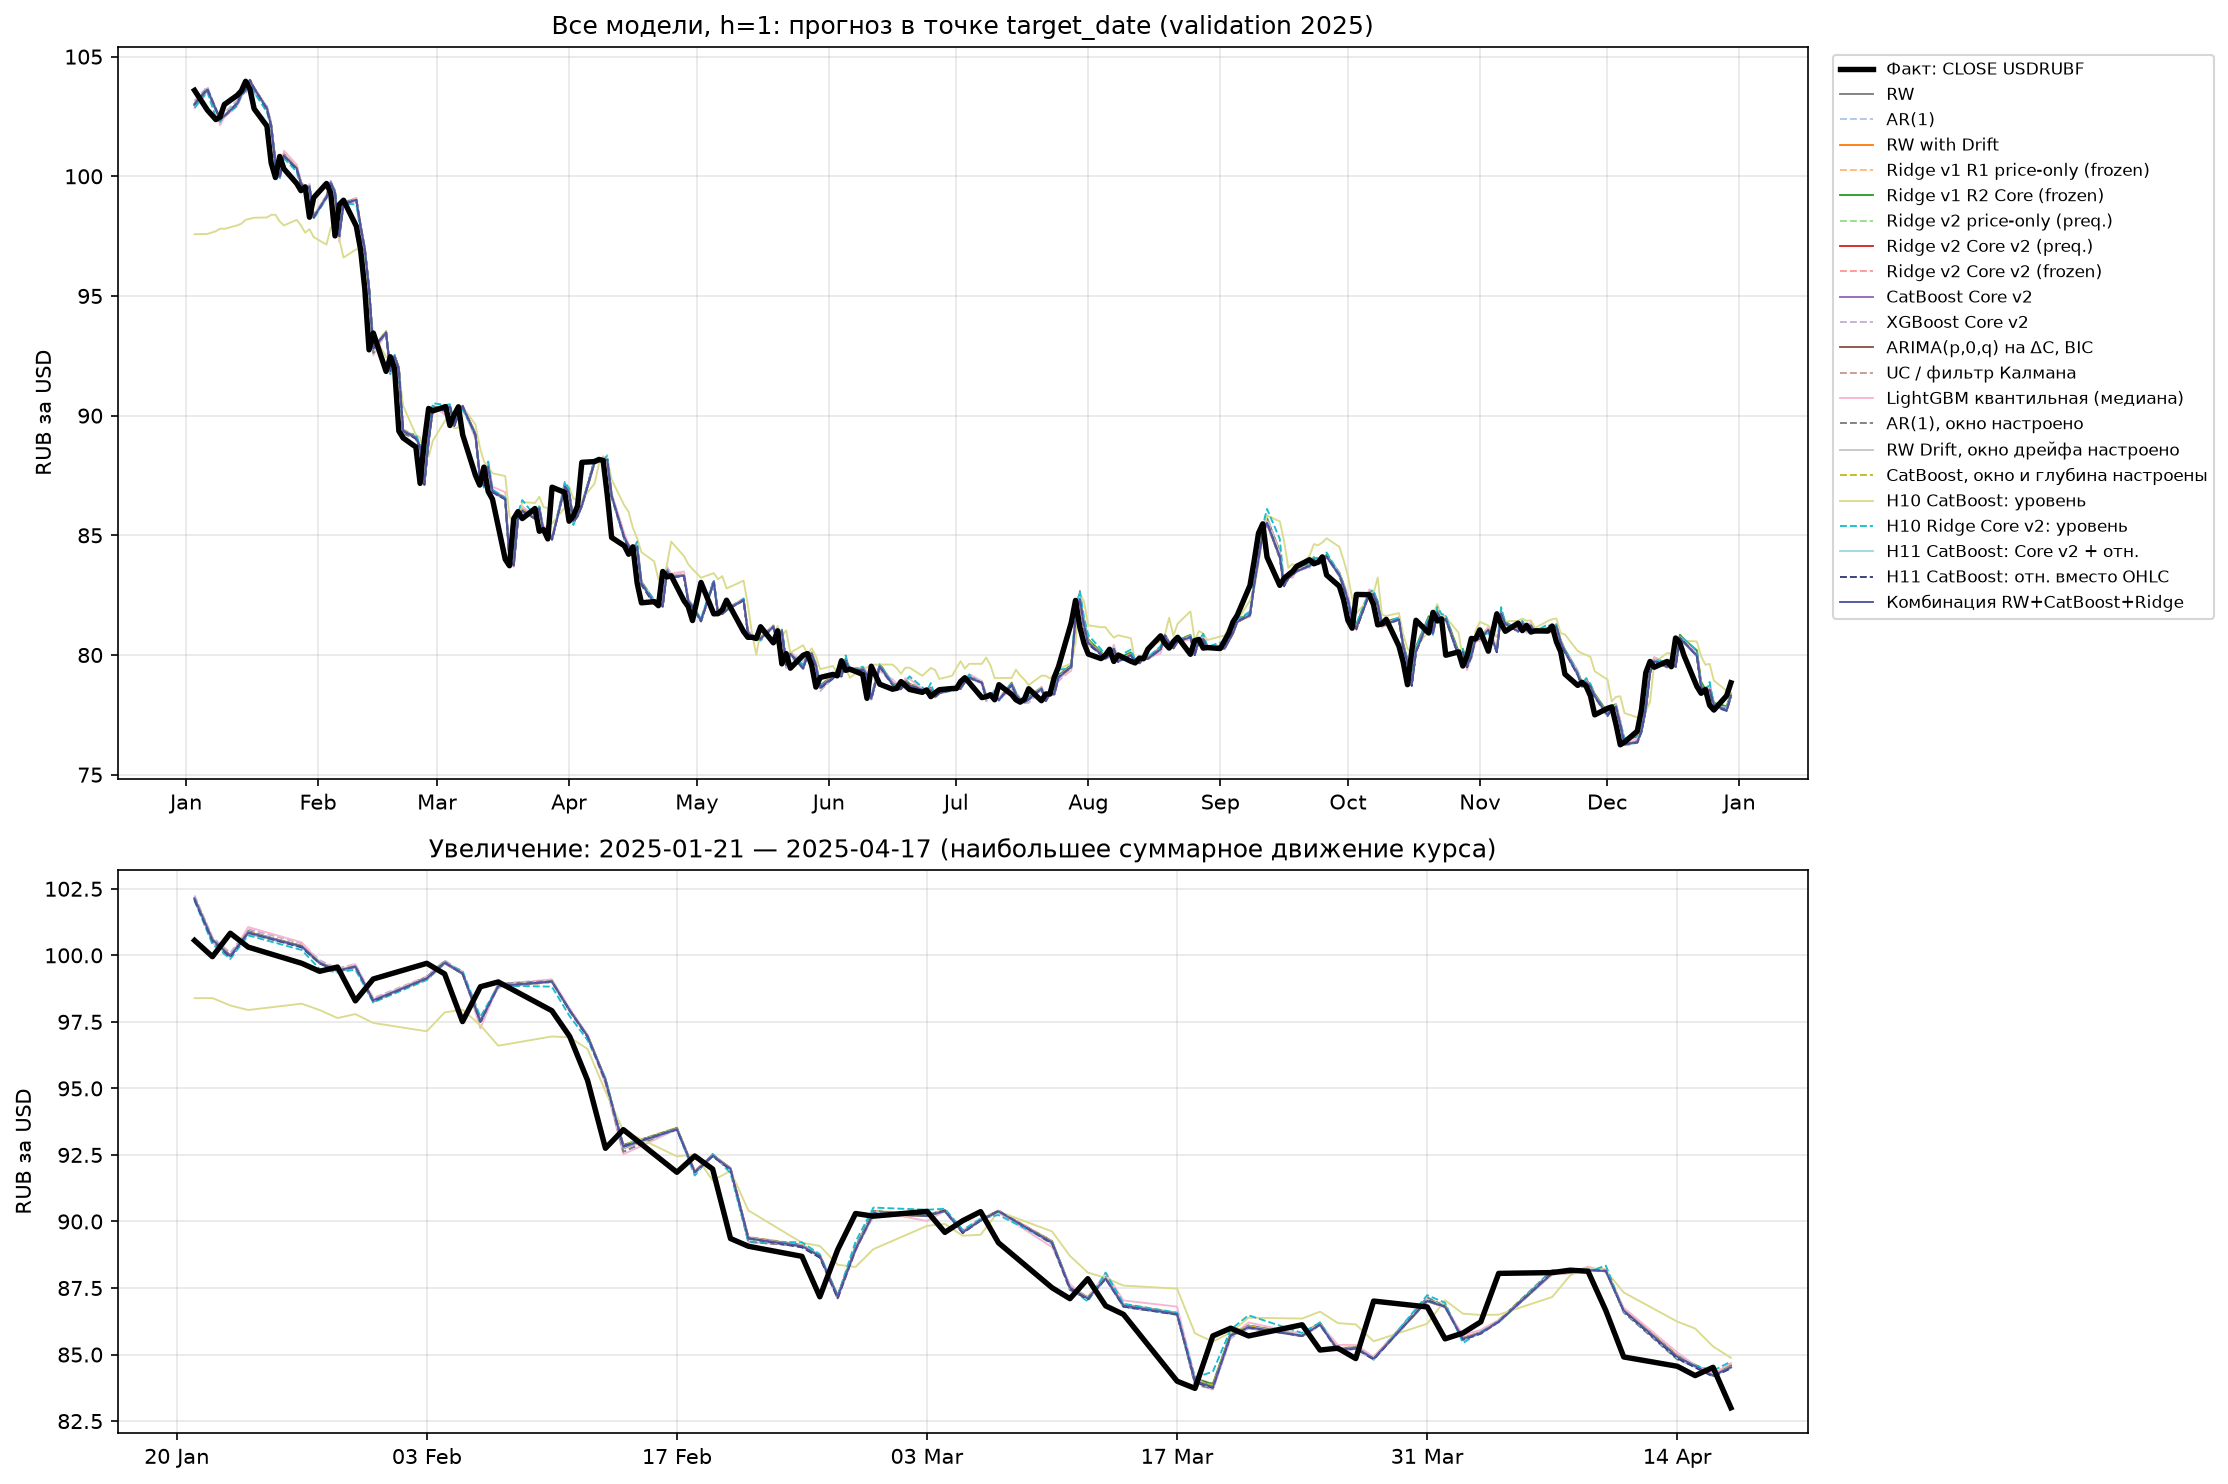 Все модели, h=1: прогноз в точке target_date (validation 2025)
RUB за USD
105
100
95
90
85
80
75
Jan
Feb
Mar
Apr
May
Jun
Jul
Aug
Sep
Oct
Nov
Dec
Jan
Факт: CLOSE USDRUBF
RW
AR(1)
RW with Drift
Ridge v1 R1 price-only (frozen)
Ridge v1 R2 Core (frozen)
Ridge v2 price-only (preq.)
Ridge v2 Core v2 (preq.)
Ridge v2 Core v2 (frozen)
CatBoost Core v2
XGBoost Core v2
ARIMA(p,0,q) на ΔC, BIC
UC / фильтр Калмана
LightGBM квантильная (медиана)
AR(1), окно настроено
RW Drift, окно дрейфа настроено
CatBoost, окно и глубина настроены
H10 CatBoost: уровень
H10 Ridge Core v2: уровень
H11 CatBoost: Core v2 + отн.
H11 CatBoost: отн. вместо OHLC
Комбинация RW+CatBoost+Ridge
Увеличение: 2025-01-21 — 2025-04-17 (наибольшее суммарное движение курса)
RUB за USD
102.5
100.0
97.5
95.0
92.5
90.0
87.5
85.0
82.5
20 Jan
03 Feb
17 Feb
03 Mar
17 Mar
31 Mar
14 Apr